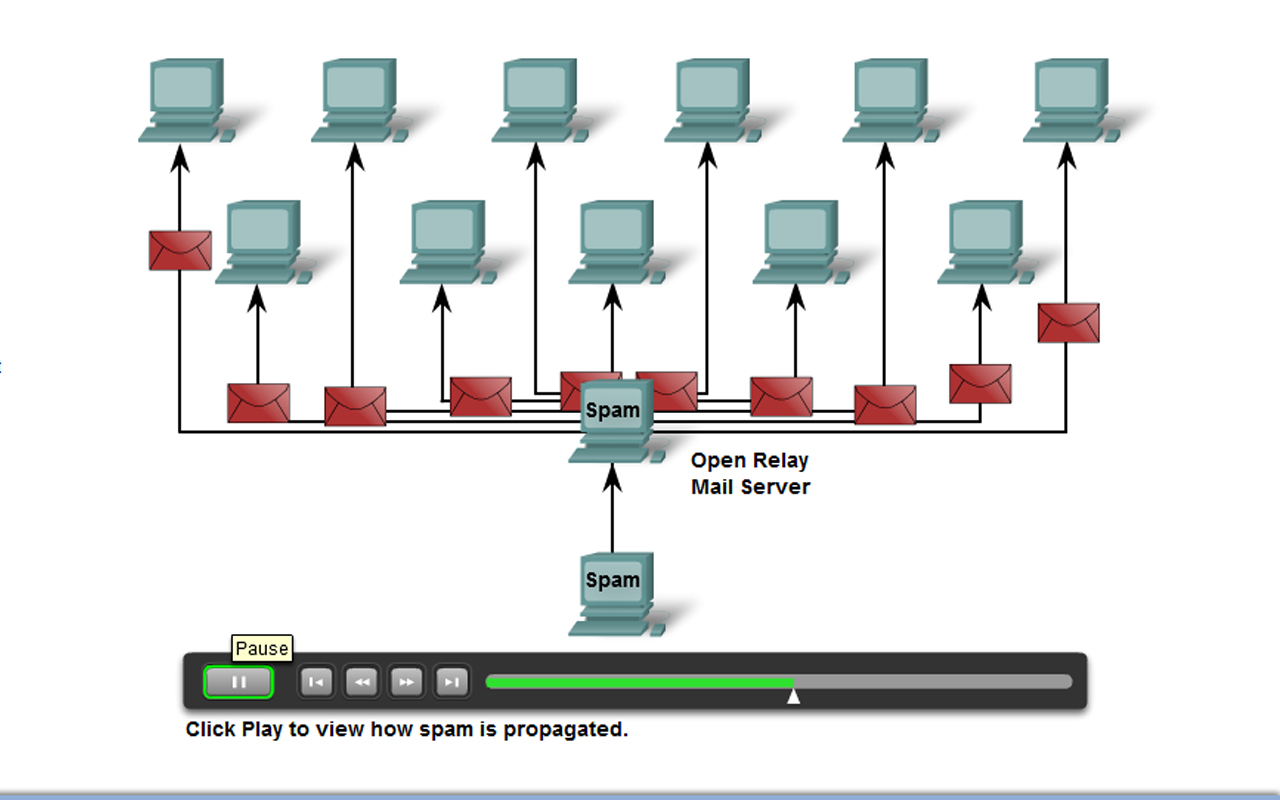 Spam
Open Relay
Mail Server
Spam
Pause
Click Play to view how spam is propagated.